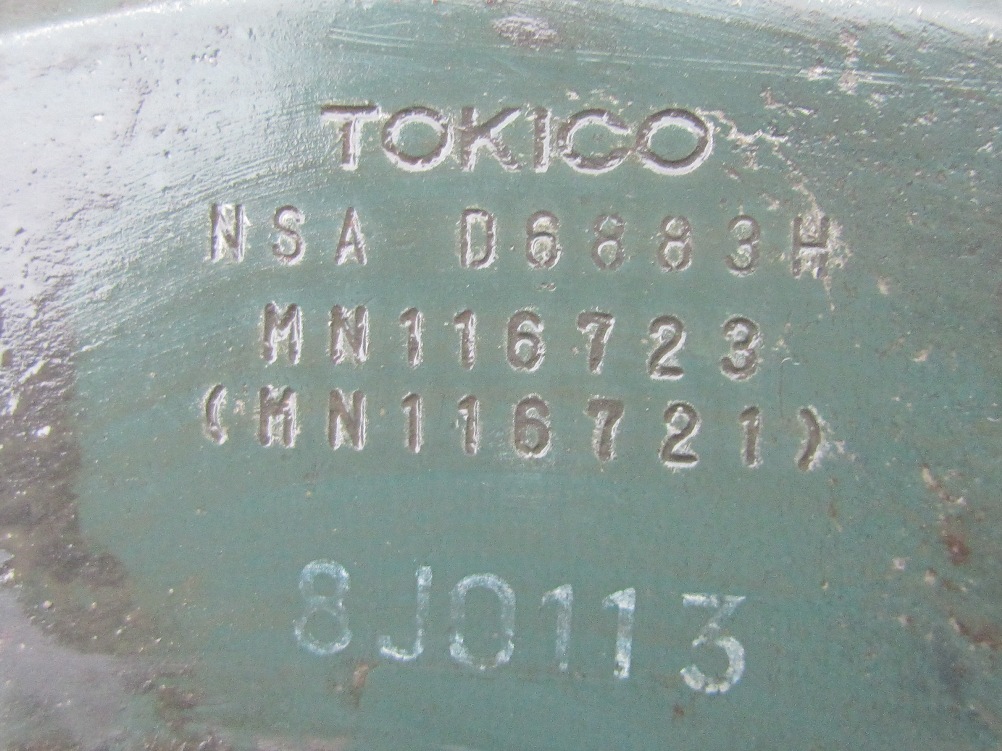 TOKICO
NSA D6883H
MN116723
(MN116721)
8J0113